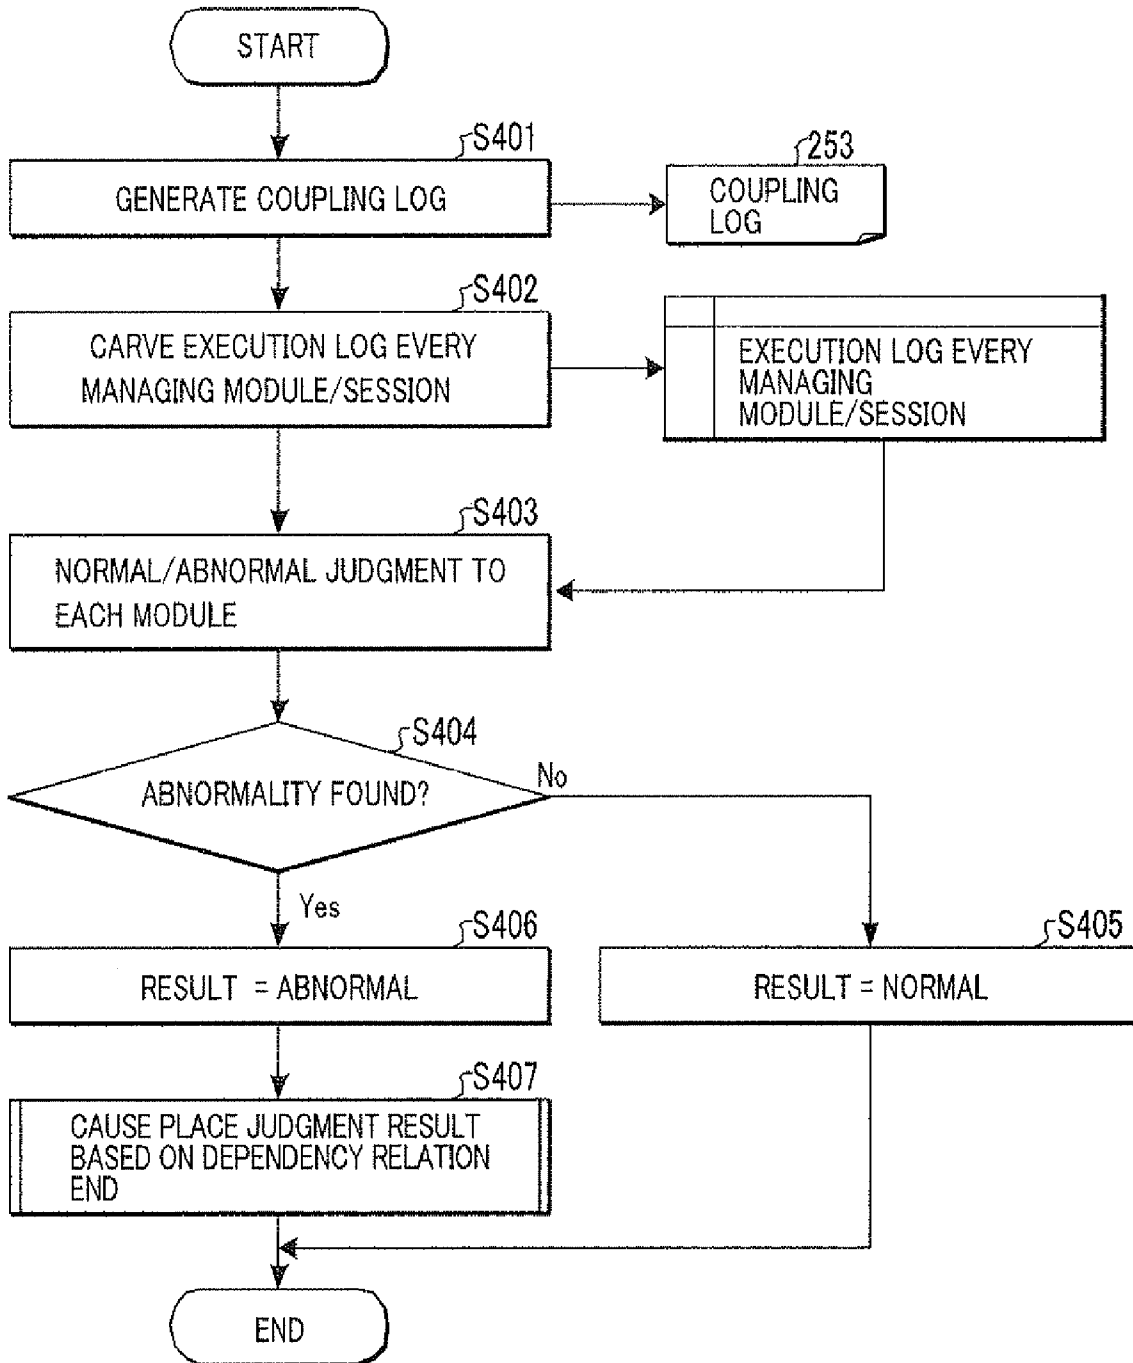 START
S401
GENERATE COUPLING LOG
253
COUPLING
LOG
S402
CARVE EXECUTION LOG EVERY
MANAGING MODULE/SESSION
EXECUTION LOG EVERY
MANAGING
MODULE/SESSION
S403
NORMAL/ABNORMAL JUDGMENT TO
EACH MODULE
S404
ABNORMALITY FOUND?
No
Yes
S406
RESULT = ABNORMAL
S405
RESULT = NORMAL
S407
CAUSE PLACE JUDGMENT RESULT
BASED ON DEPENDENCY RELATION
END
END